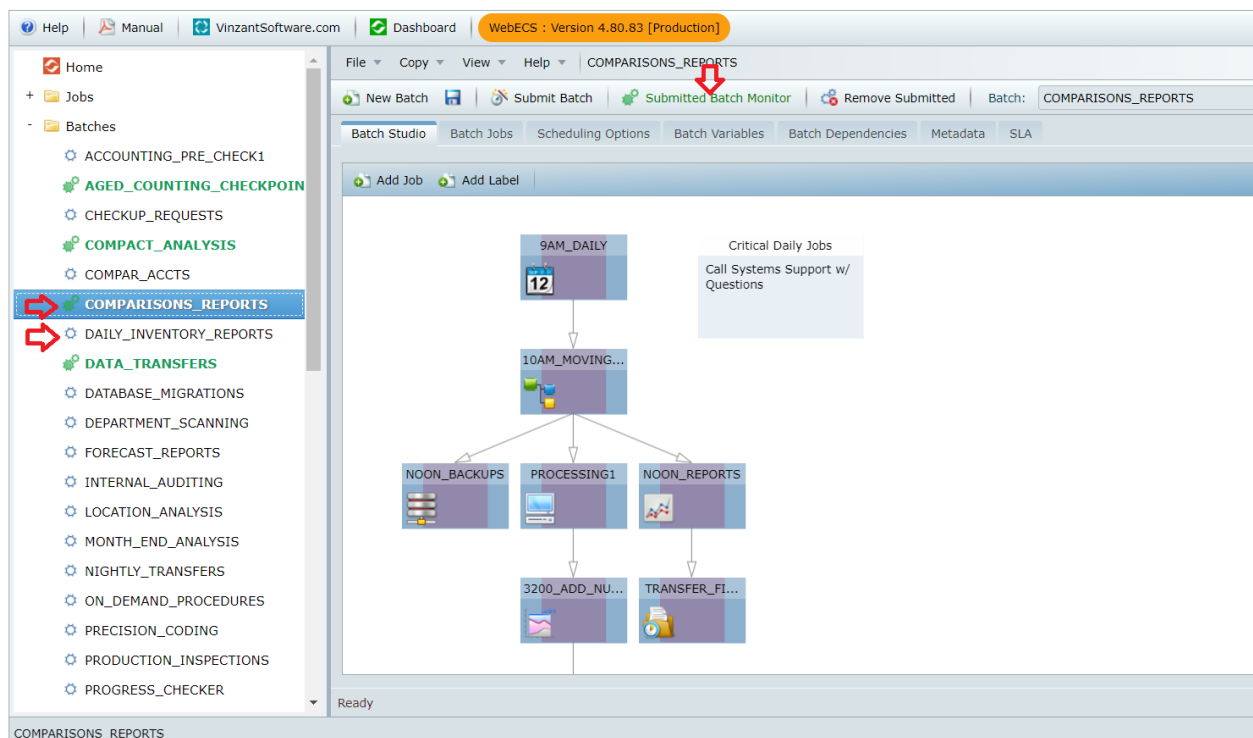 Help Manual VinzantSoftware.com Dashboard WebECS : Version 4.80.83 [Production]
Home
Jobs
Batches
ACCOUNTING_PRE_CHECK1
AGED_COUNTING_CHECKPOIN
CHECKUP_REQUESTS
COMPACT_ANALYSIS
COMPAR_ACCTS
COMPARISONS_REPORTS
DAILY_INVENTORY_REPORTS
DATA_TRANSFERS
DATABASE_MIGRATIONS
DEPARTMENT_SCANNING
FORECAST_REPORTS
INTERNAL_AUDITING
LOCATION_ANALYSIS
MONTH_END_ANALYSIS
NIGHTLY_TRANSFERS
ON_DEMAND_PROCEDURES
PRECISION_CODING
PRODUCTION_INSPECTIONS
PROGRESS_CHECKER
File Copy View Help COMPARISONS_REPORTS
New Batch Submit Batch Submitted Batch Monitor Remove Submitted Batch: COMPARISONS_REPORTS
Batch Studio Batch Jobs Scheduling Options Batch Variables Batch Dependencies Metadata SLA
Add Job Add Label
9AM_DAILY
12
Critical Daily Jobs
Call Systems Support w/
Questions
10AM_MOVING...
NOON_BACKUPS PROCESSING1 NOON_REPORTS
3200_ADD_NU... TRANSFER_FI...
Ready
COMPARISONS_REPORTS